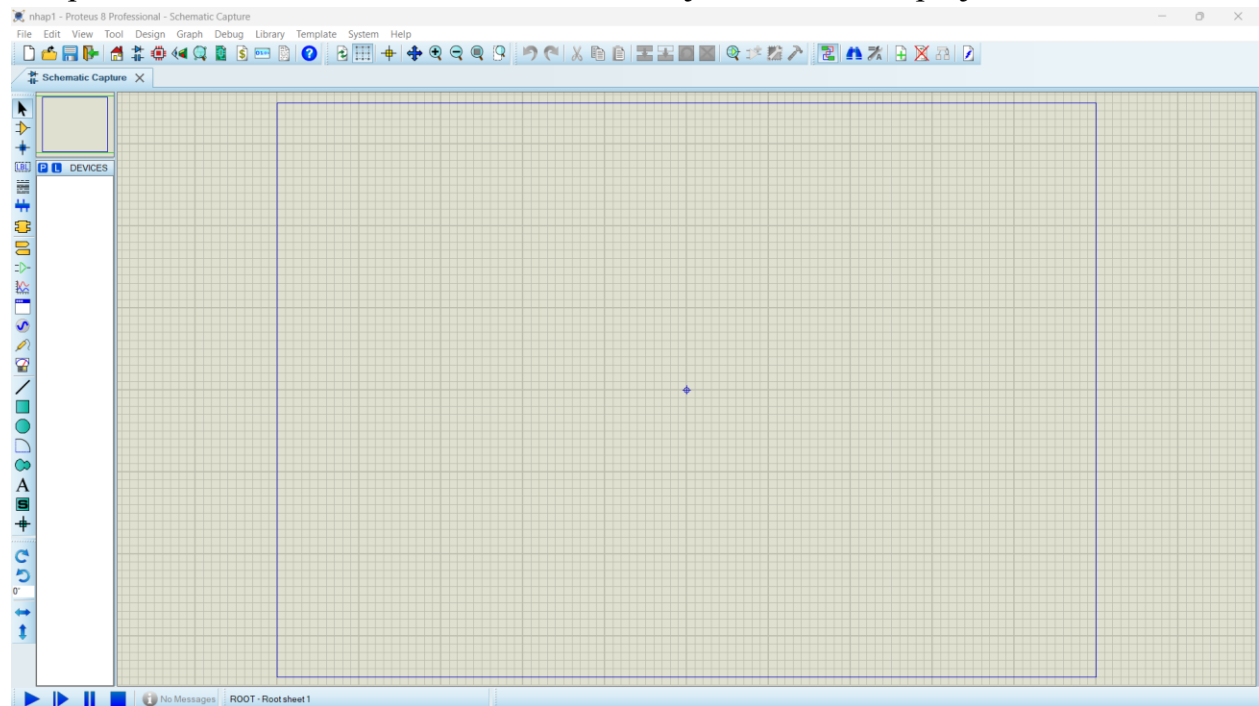 nhap1 - Proteus 8 Professional - Schematic Capture
File Edit View Tool Design Graph Debug Library Template System Help
Schematic Capture
LBL
P L DEVICES
A
S
0°
No Messages ROOT - Root sheet 1